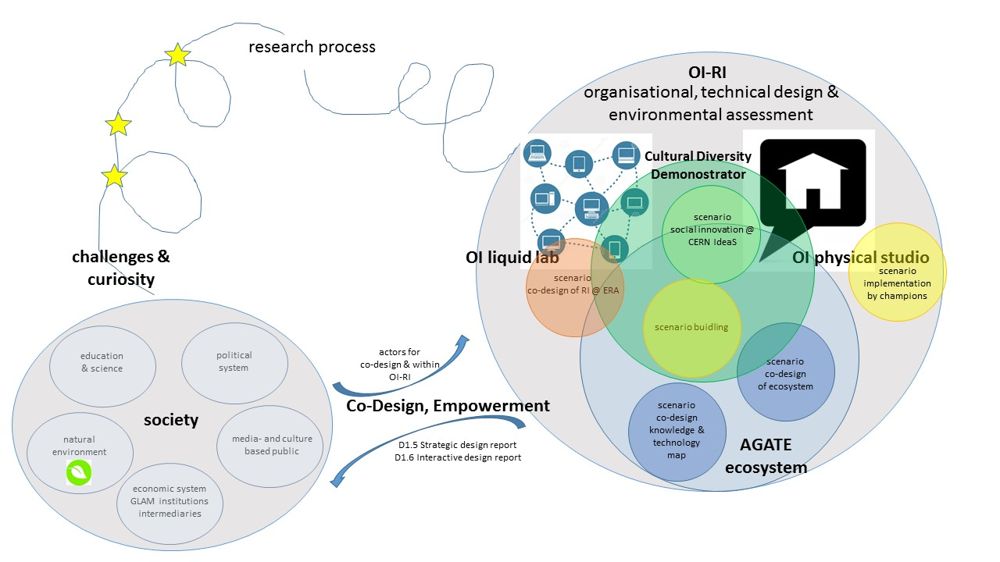 research process
OI-RI
organisational, technical design &
environmental assessment
Cultural Diversity
Demonostrator
scenario
social innovation @
CERN IdeaS
OI liquid lab
OI physical studio
scenario
implementation
by champions
scenario
co-design of RI @ ERA
scenario buidling
scenario
co-design
of ecosystem
scenario
co-design
knowledge &
technology
map
AGATE
ecosystem
challenges &
curiosity
education
& science
political
system
society
natural
environment
media- and culture
based public
economic system
GLAM institutions
intermediaries
actors for
co-design & within
OI-RI
Co-Design, Empowerment
D1.5 Strategic design report
D1.6 Interactive design report